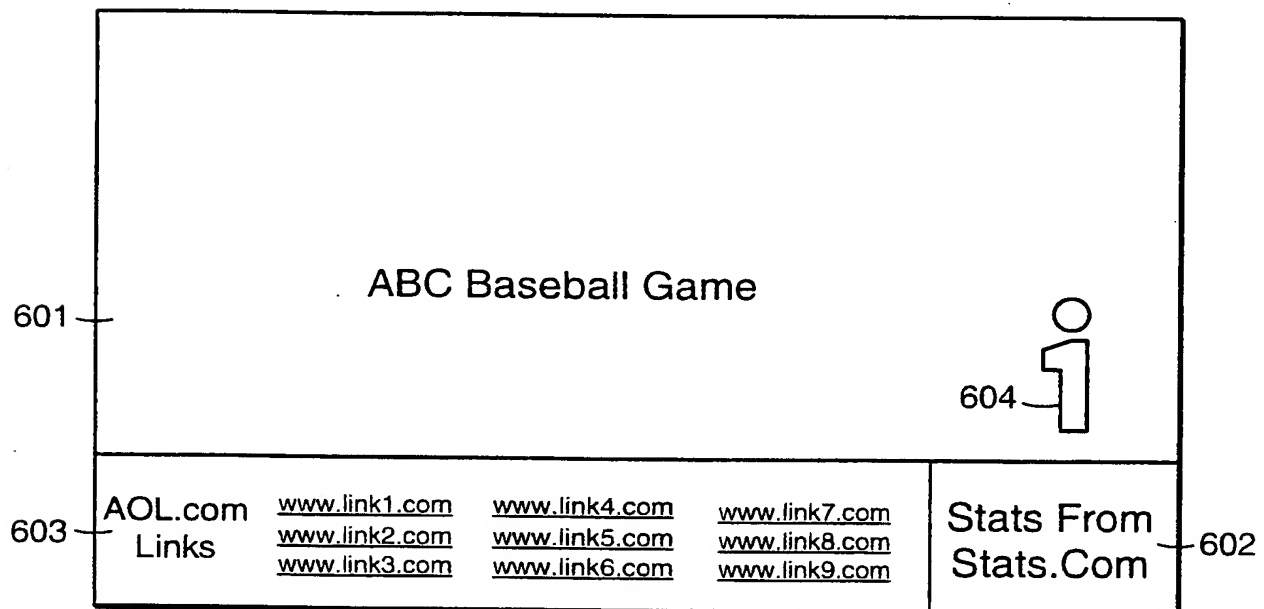 ABC Baseball Game
601
604
i
AOL.com
Links
603
www.link1.com
www.link2.com
www.link3.com
www.link4.com
www.link5.com
www.link6.com
www.link7.com
www.link8.com
www.link9.com
Stats From
Stats.Com
602